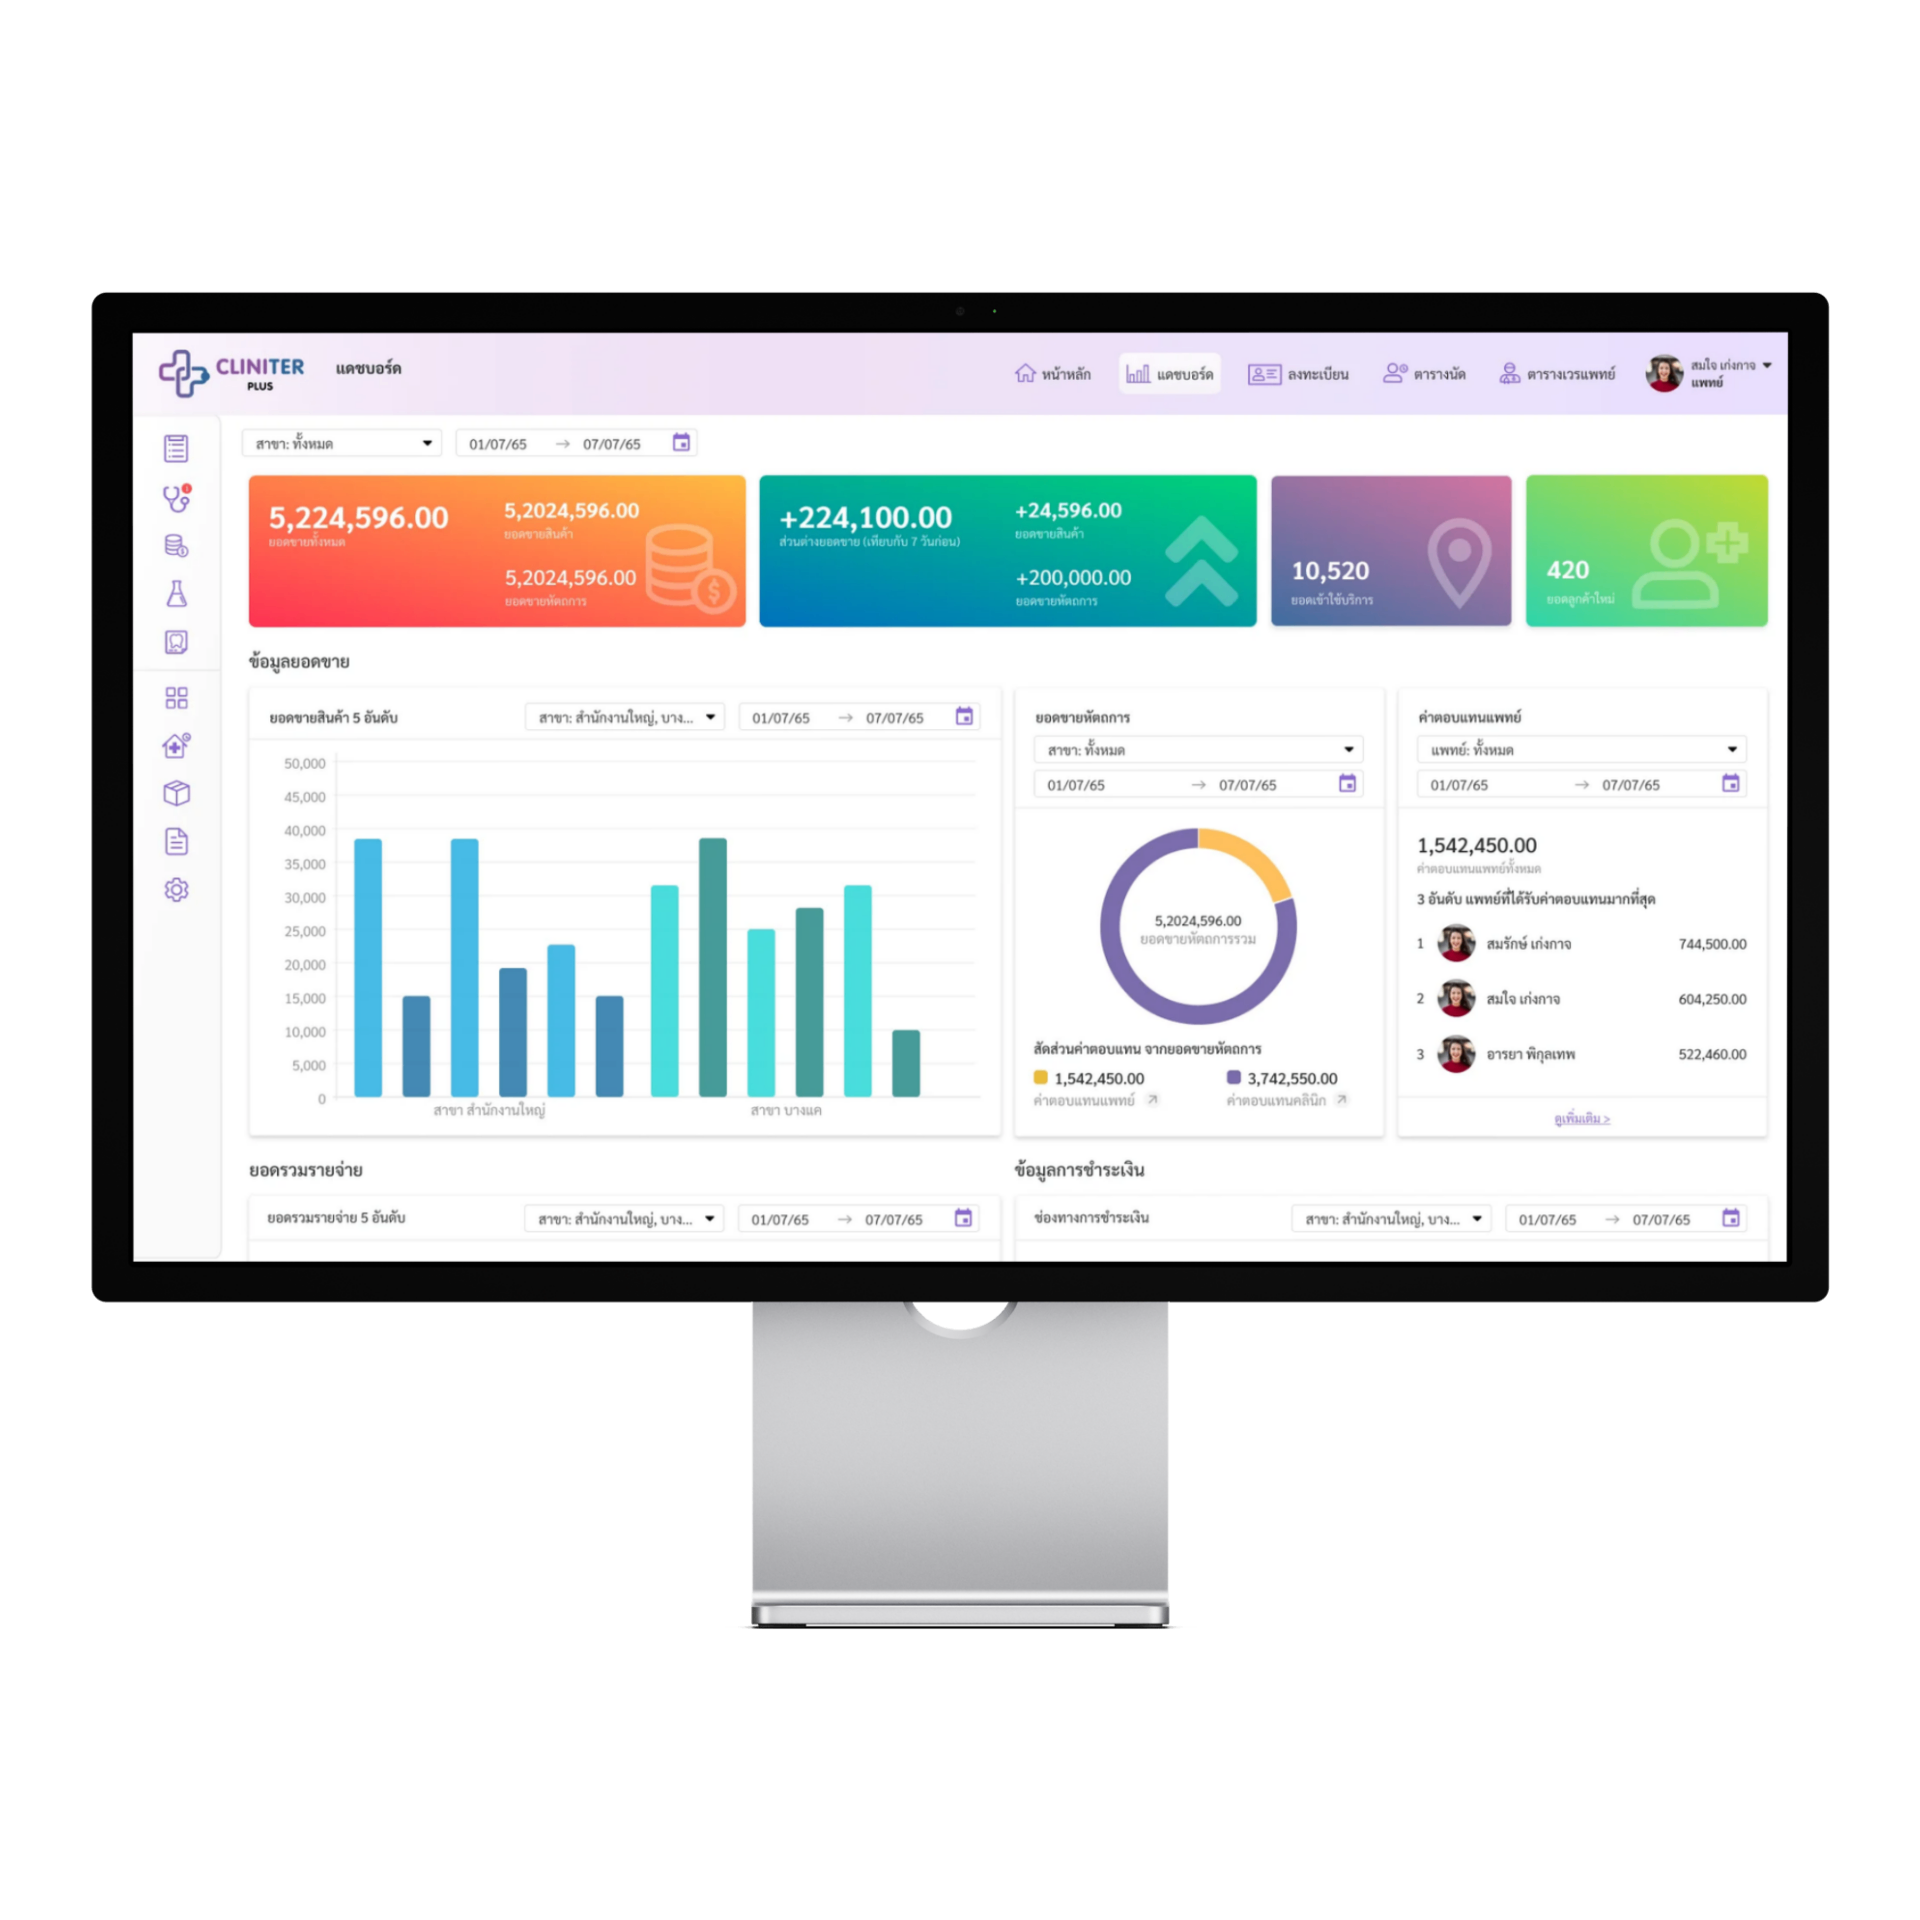 CLINITER
PLUS
แดชบอร์ด
หน้าหลัก
แดชบอร์ด
ลงทะเบียน
ตารางนัด
ตารางเวรแพทย์
สมใจ เก่งกาจ
แพทย์
สาขา: ทั้งหมด
01/07/65 → 07/07/65
5,224,596.00
ยอดขายทั้งหมด
5,2024,596.00
ยอดขายสินค้า
5,2024,596.00
ยอดขายหัตถการ
+224,100.00
ส่วนต่างยอดขาย (เทียบกับ 7 วันก่อน)
+24,596.00
ยอดขายสินค้า
+200,000.00
ยอดขายหัตถการ
10,520
ยอดเข้าใช้บริการ
420
ยอดลูกค้าใหม่
ข้อมูลยอดขาย
ยอดขายสินค้า 5 อันดับ
สาขา: สำนักงานใหญ่, บาง...
01/07/65 → 07/07/65
50,000
45,000
40,000
35,000
30,000
25,000
20,000
15,000
10,000
5,000
0
สาขา สำนักงานใหญ่
สาขา บางแค
ยอดขายหัตถการ
สาขา: ทั้งหมด
01/07/65 → 07/07/65
5,2024,596.00
ยอดขายหัตถการรวม
สัดส่วนค่าตอบแทน จากยอดขายหัตถการ
1,542,450.00
ค่าตอบแทนแพทย์
3,742,550.00
ค่าตอบแทนคลินิก
ค่าตอบแทนแพทย์
แพทย์: ทั้งหมด
01/07/65 → 07/07/65
1,542,450.00
ค่าตอบแทนแพทย์ทั้งหมด
3 อันดับ แพทย์ที่ได้รับค่าตอบแทนมากที่สุด
1 สมรักษ์ เก่งกาจ 744,500.00
2 สมใจ เก่งกาจ 604,250.00
3 อารยา พิกุลเทพ 522,460.00
ดูเพิ่มเติม >
ยอดรวมรายจ่าย
ยอดรวมรายจ่าย 5 อันดับ
สาขา: สำนักงานใหญ่, บาง...
01/07/65 → 07/07/65
ข้อมูลการชำระเงิน
ช่องทางการชำระเงิน
สาขา: สำนักงานใหญ่, บาง...
01/07/65 → 07/07/65